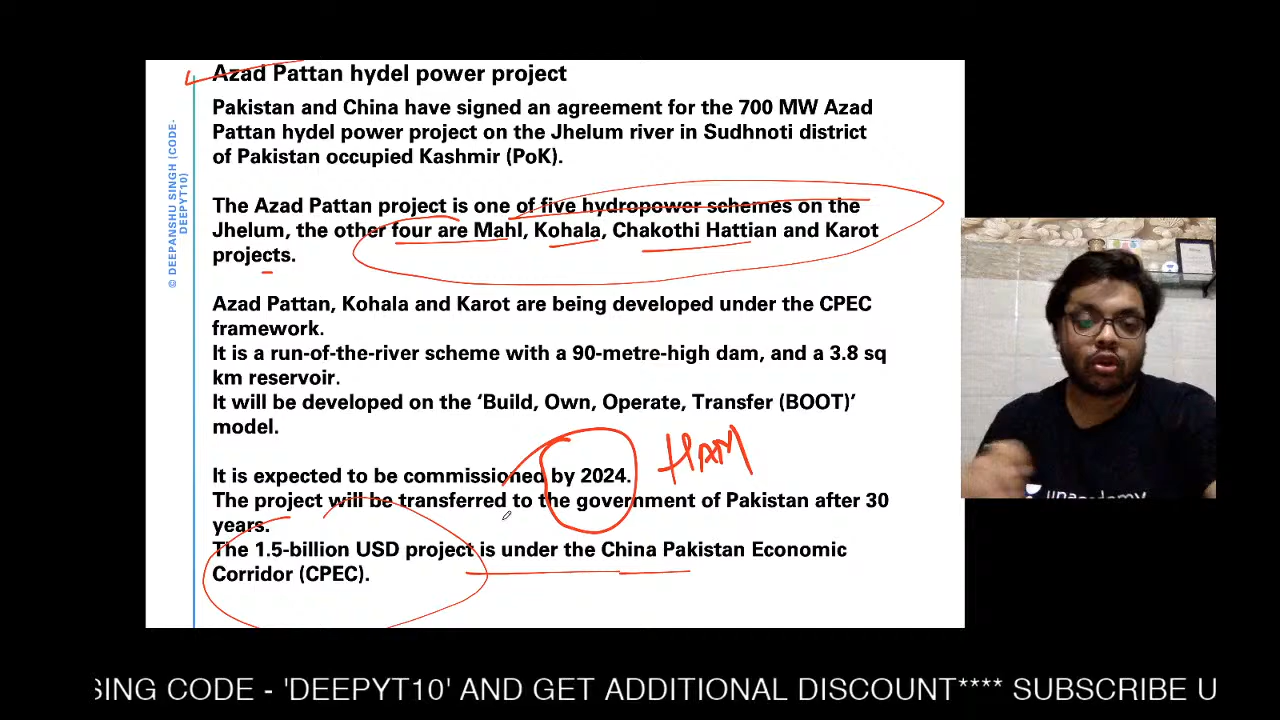 Azad Pattan hydel power project
Pakistan and China have signed an agreement for the 700 MW Azad
Pattan hydel power project on the Jhelum river in Sudhnoti district
of Pakistan occupied Kashmir (PoK).
The Azad Pattan project is one of five hydropower schemes on the
Jhelum, the other four are Mahl, Kohala, Chakothi Hattian and Karot
projects.
Azad Pattan, Kohala and Karot are being developed under the CPEC
framework.
It is a run-of-the-river scheme with a 90-metre-high dam, and a 3.8 sq
km reservoir.
It will be developed on the ‘Build, Own, Operate, Transfer (BOOT)’
model.
HAM
It is expected to be commissioned by 2024.
The project will be transferred to the government of Pakistan after 30
years.
The 1.5-billion USD project is under the China Pakistan Economic
Corridor (CPEC).
© DEEPANSHU SINGH (CODE-
DEEPYT10)
unacademy
SING CODE - 'DEEPYT10' AND GET ADDITIONAL DISCOUNT**** SUBSCRIBE U